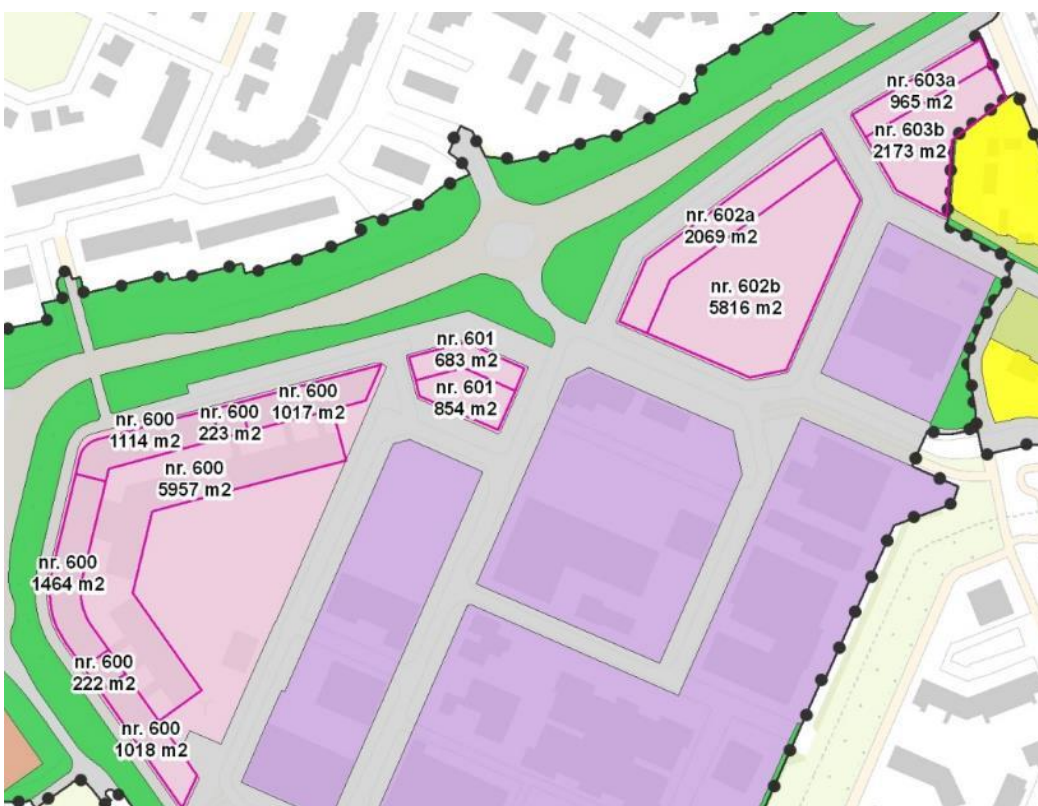 nr. 603a
965 m2
nr. 603b
2173 m2
nr. 602a
2069 m2
nr. 602b
5816 m2
nr. 601
683 m2
nr. 601
854 m2
nr. 600
1017 m2
nr. 600
223 m2
nr. 600
1114 m2
nr. 600
5957 m2
nr. 600
1464 m2
nr. 600
222 m2
nr. 600
1018 m2